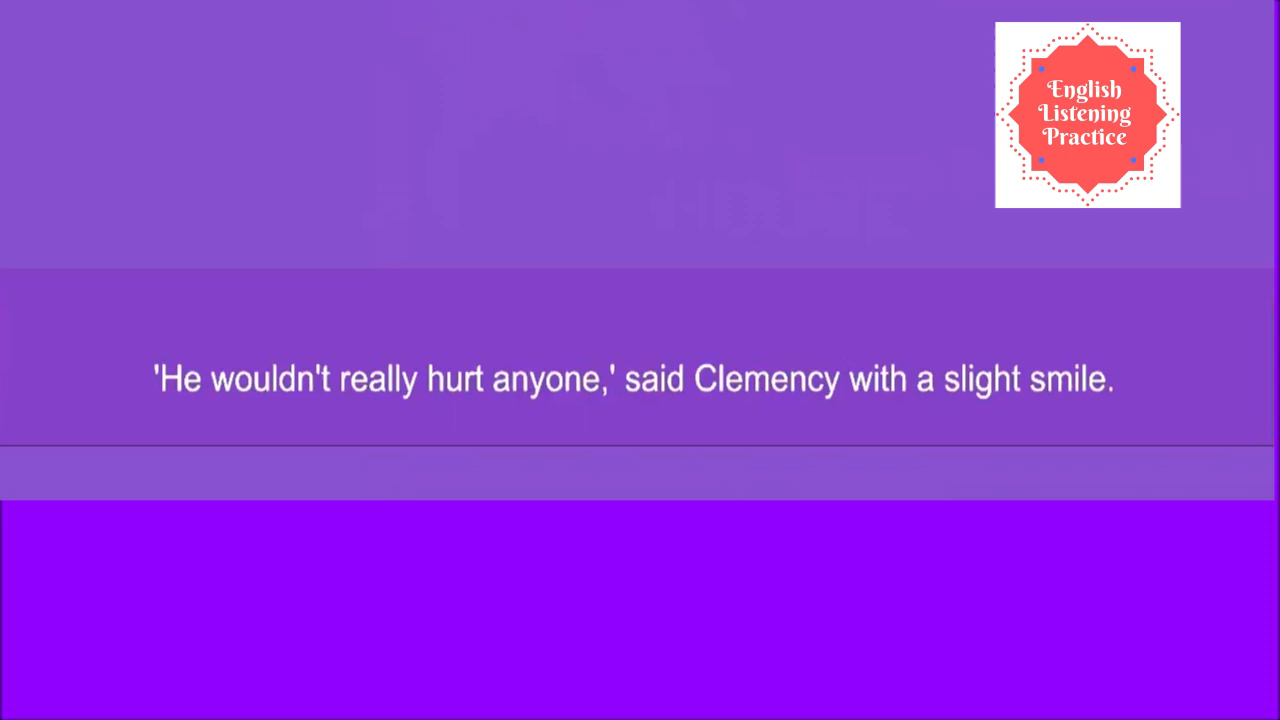 English
Listening
Practice
'He wouldn't really hurt anyone,' said Clemency with a slight smile.